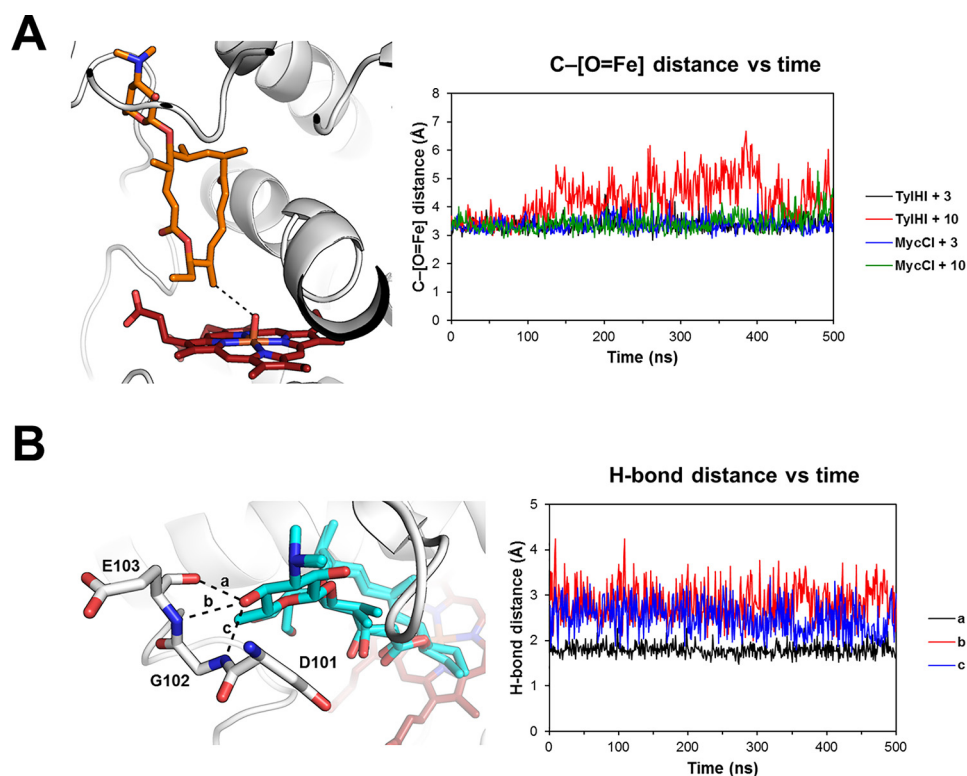 A
C–[O=Fe] distance vs time
C–[O=Fe] distance (Å)
8
7
6
5
4
3
2
1
0
0 100 200 300 400 500
Time (ns)
TylHI + 3
TylHI + 10
MycCI + 3
MycCI + 10
B
E103
a
b
c
D101
G102
H-bond distance vs time
H-bond distance (Å)
5
4
3
2
1
0
0 100 200 300 400 500
Time (ns)
a
b
c